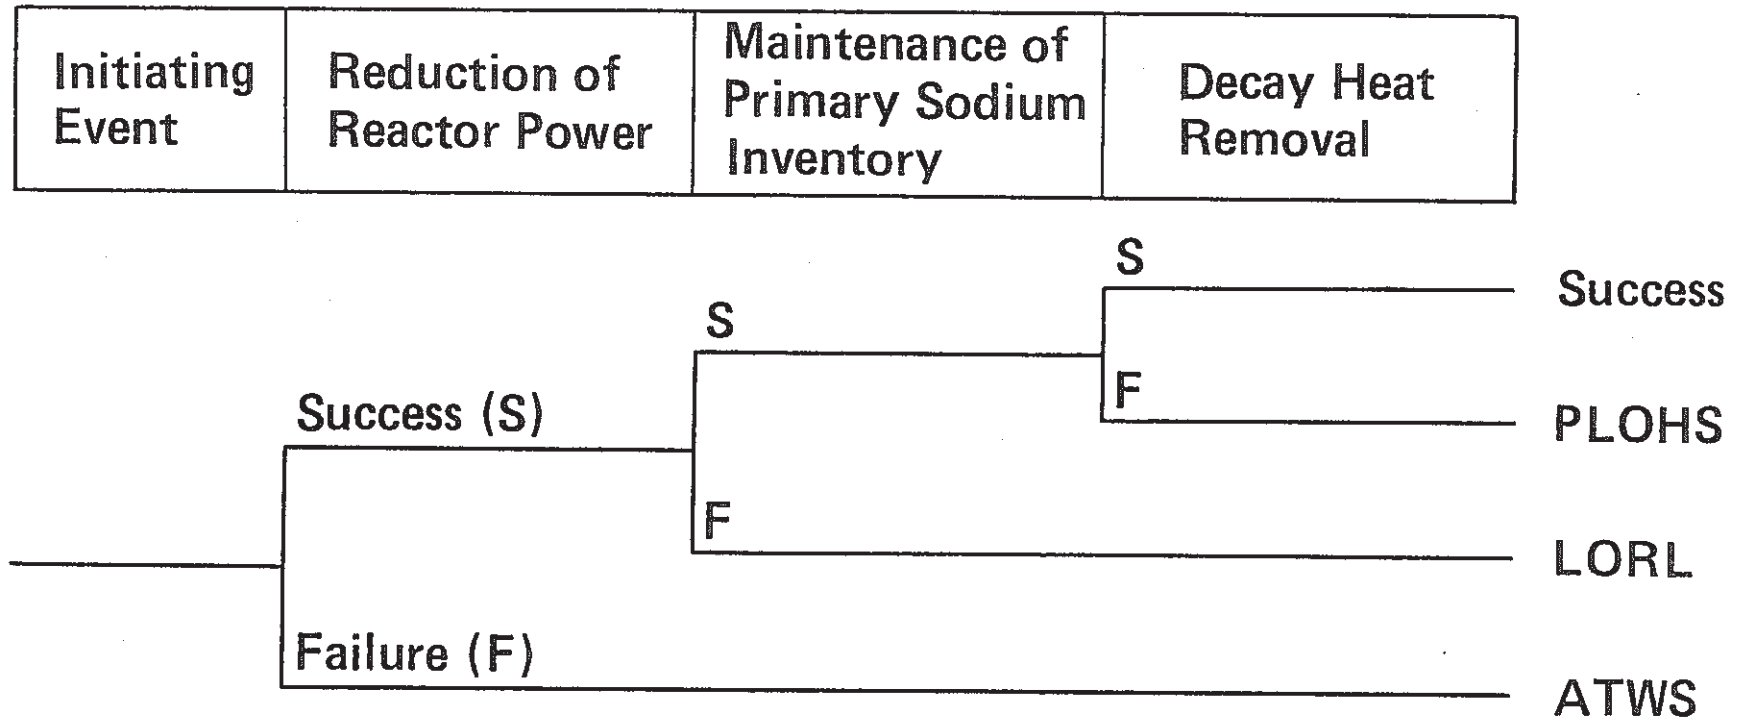 Initiating
Event
Reduction of
Reactor Power
Maintenance of
Primary Sodium
Inventory
Decay Heat
Removal
S
Success
S
F
PLOHS
Success (S)
F
LORL
Failure (F)
ATWS